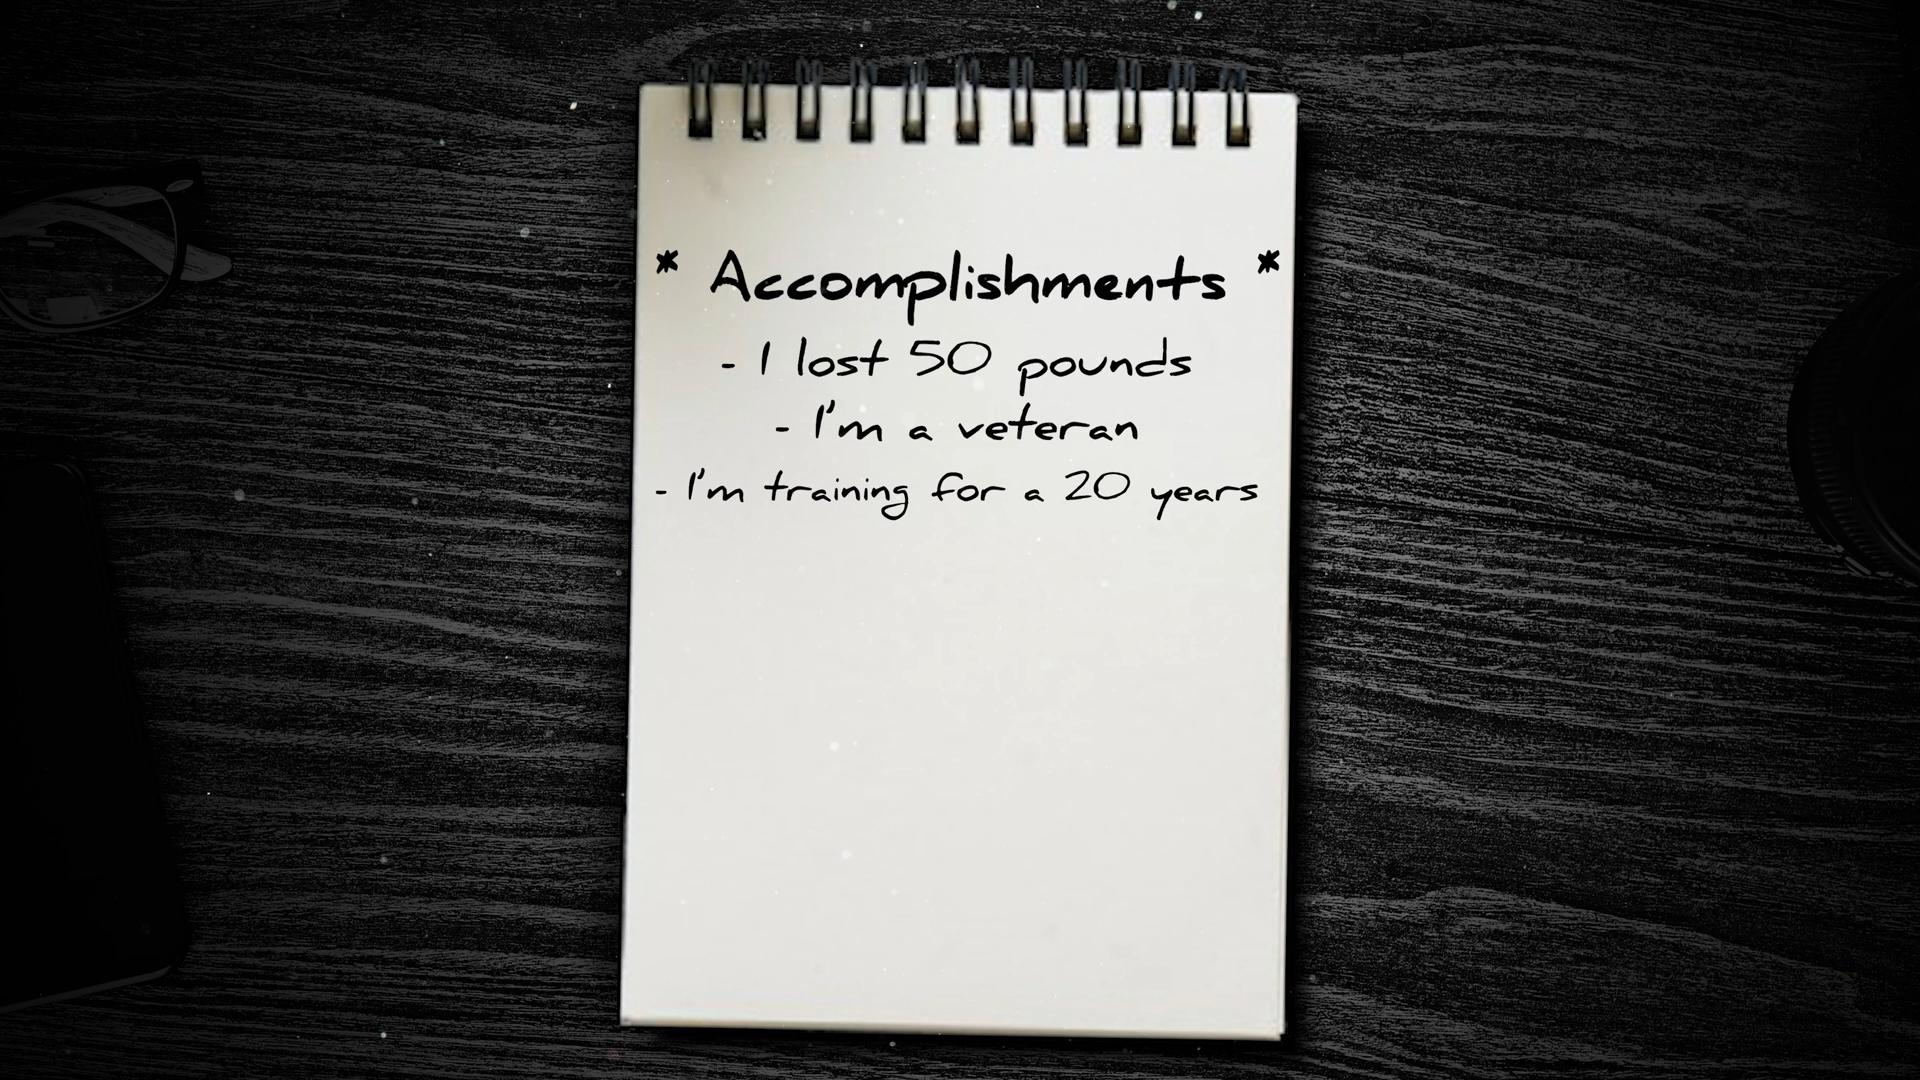 * Accomplishments *
- I lost 50 pounds
- I'm a veteran
- I'm training for a 20 years